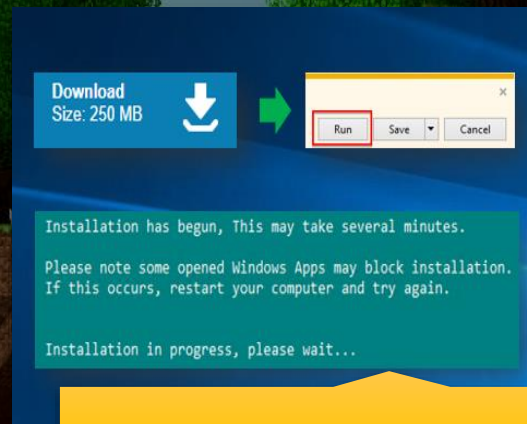 Download
Size: 250 MB
Run
Save
Cancel
Installation has begun, This may take several minutes.
Please note some opened Windows Apps may block installation.
If this occurs, restart your computer and try again.
Installation in progress, please wait...